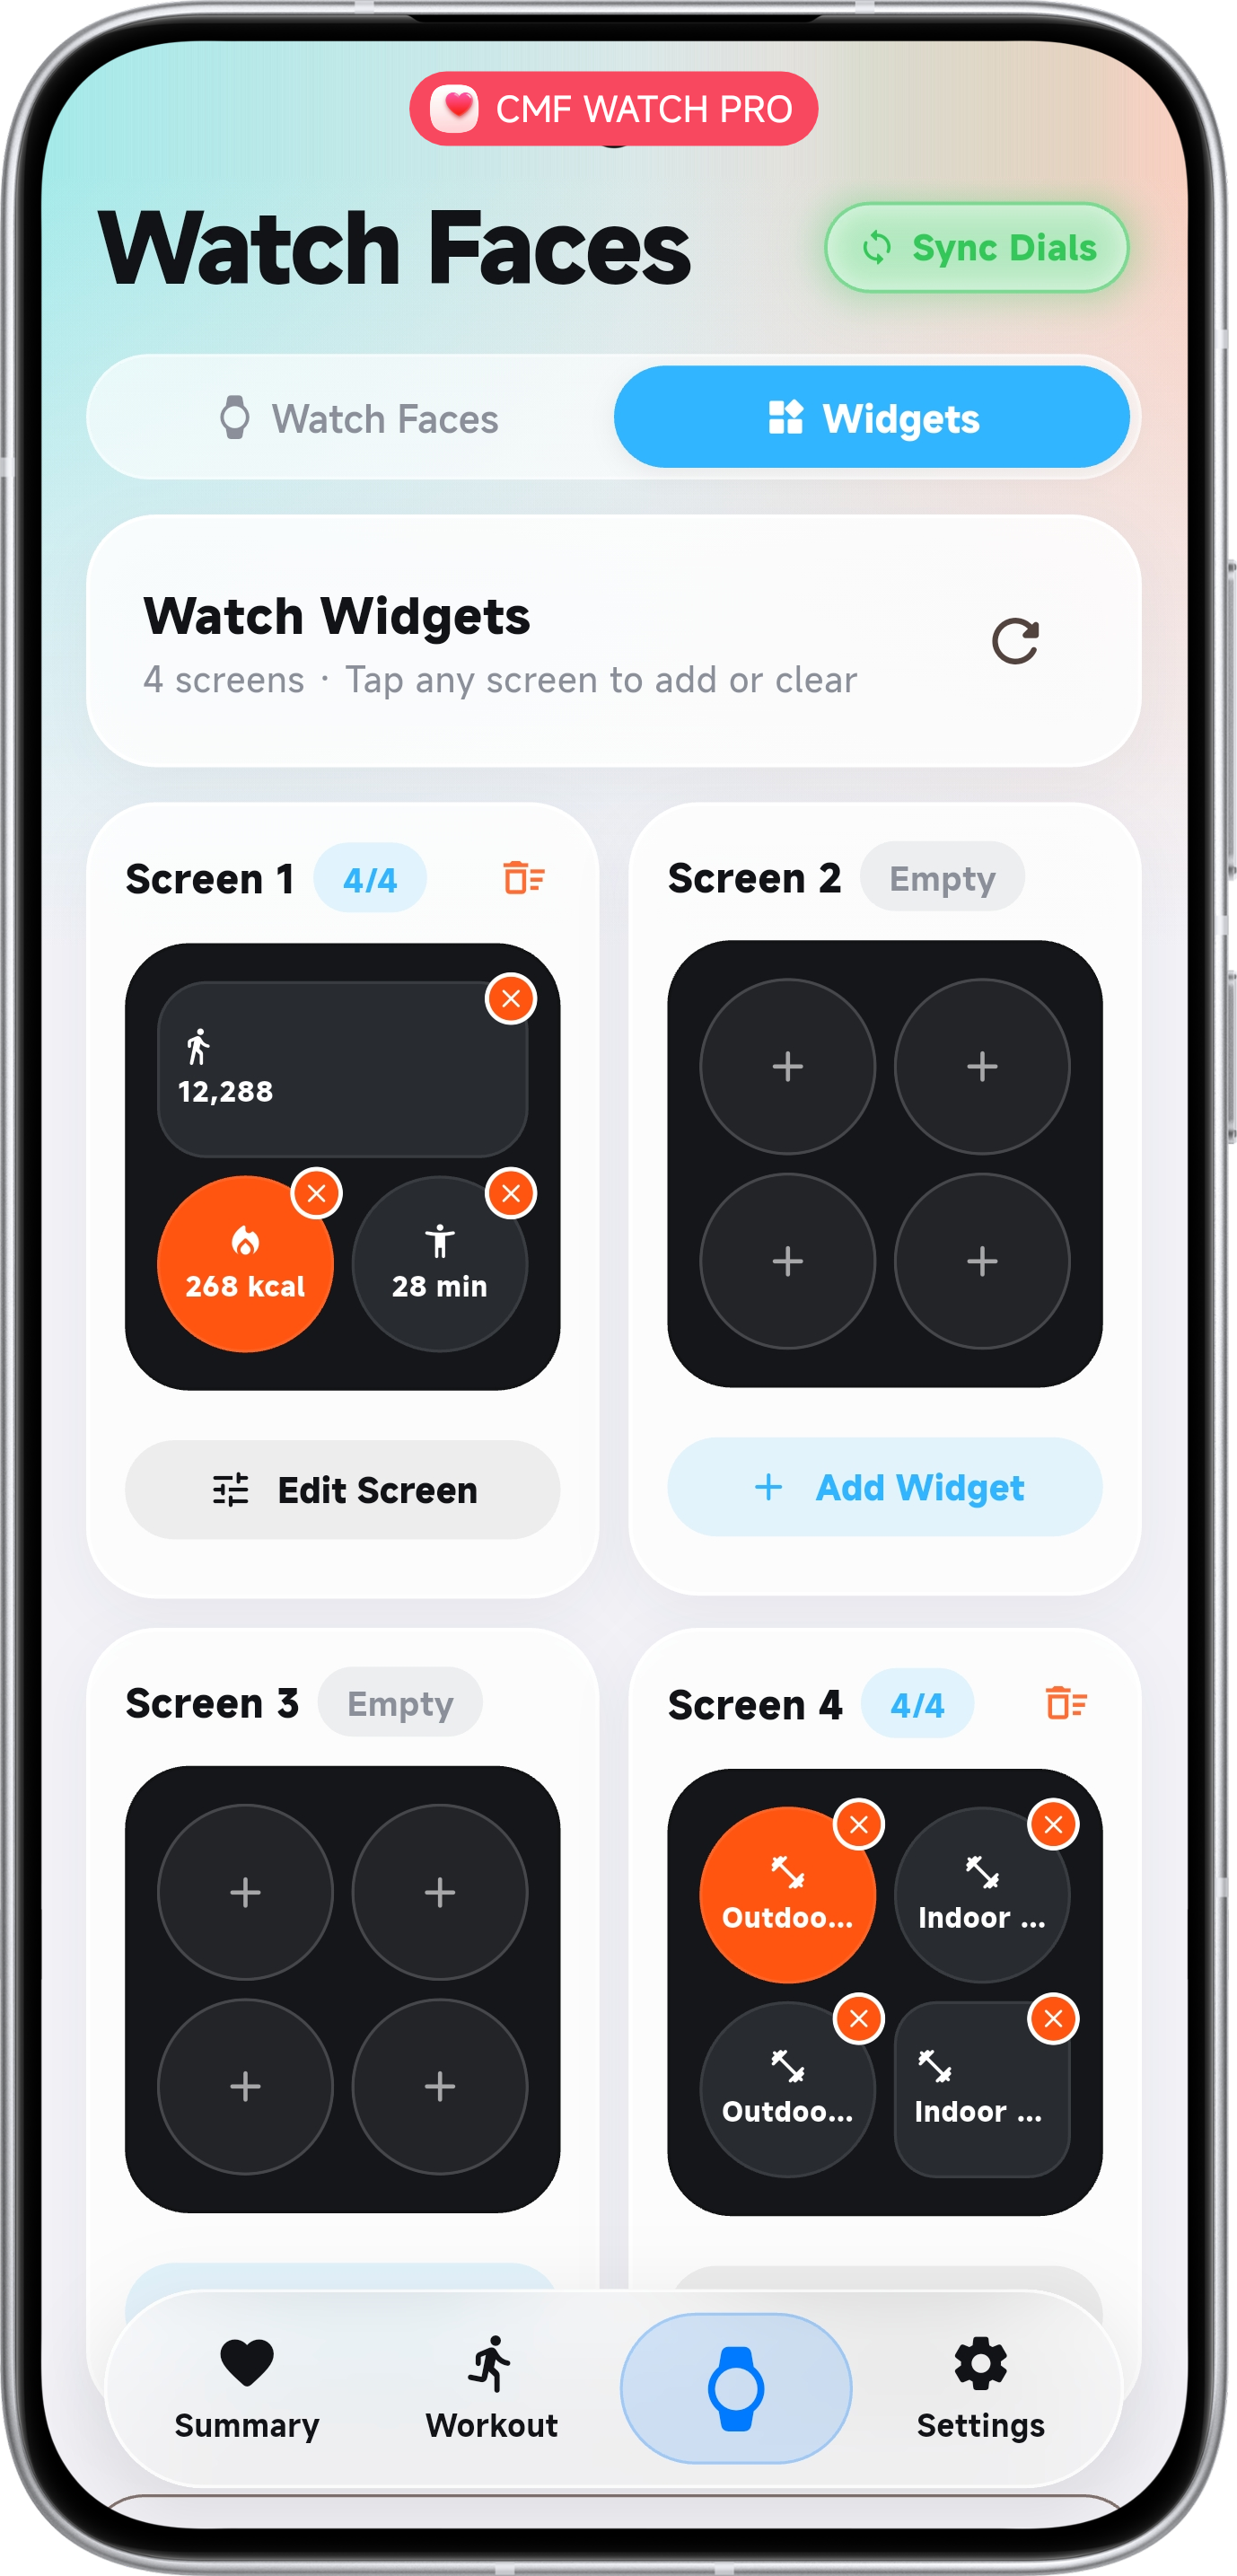 CMF WATCH PRO
Watch Faces
Sync Dials
Watch Faces
Widgets
Watch Widgets
4 screens · Tap any screen to add or clear
Screen 1
4/4
12,288
268 kcal
28 min
Edit Screen
Screen 2
Empty
Add Widget
Screen 3
Empty
Screen 4
4/4
Outdoo...
Indoor ...
Outdoo...
Indoor ...
Summary
Workout
Settings